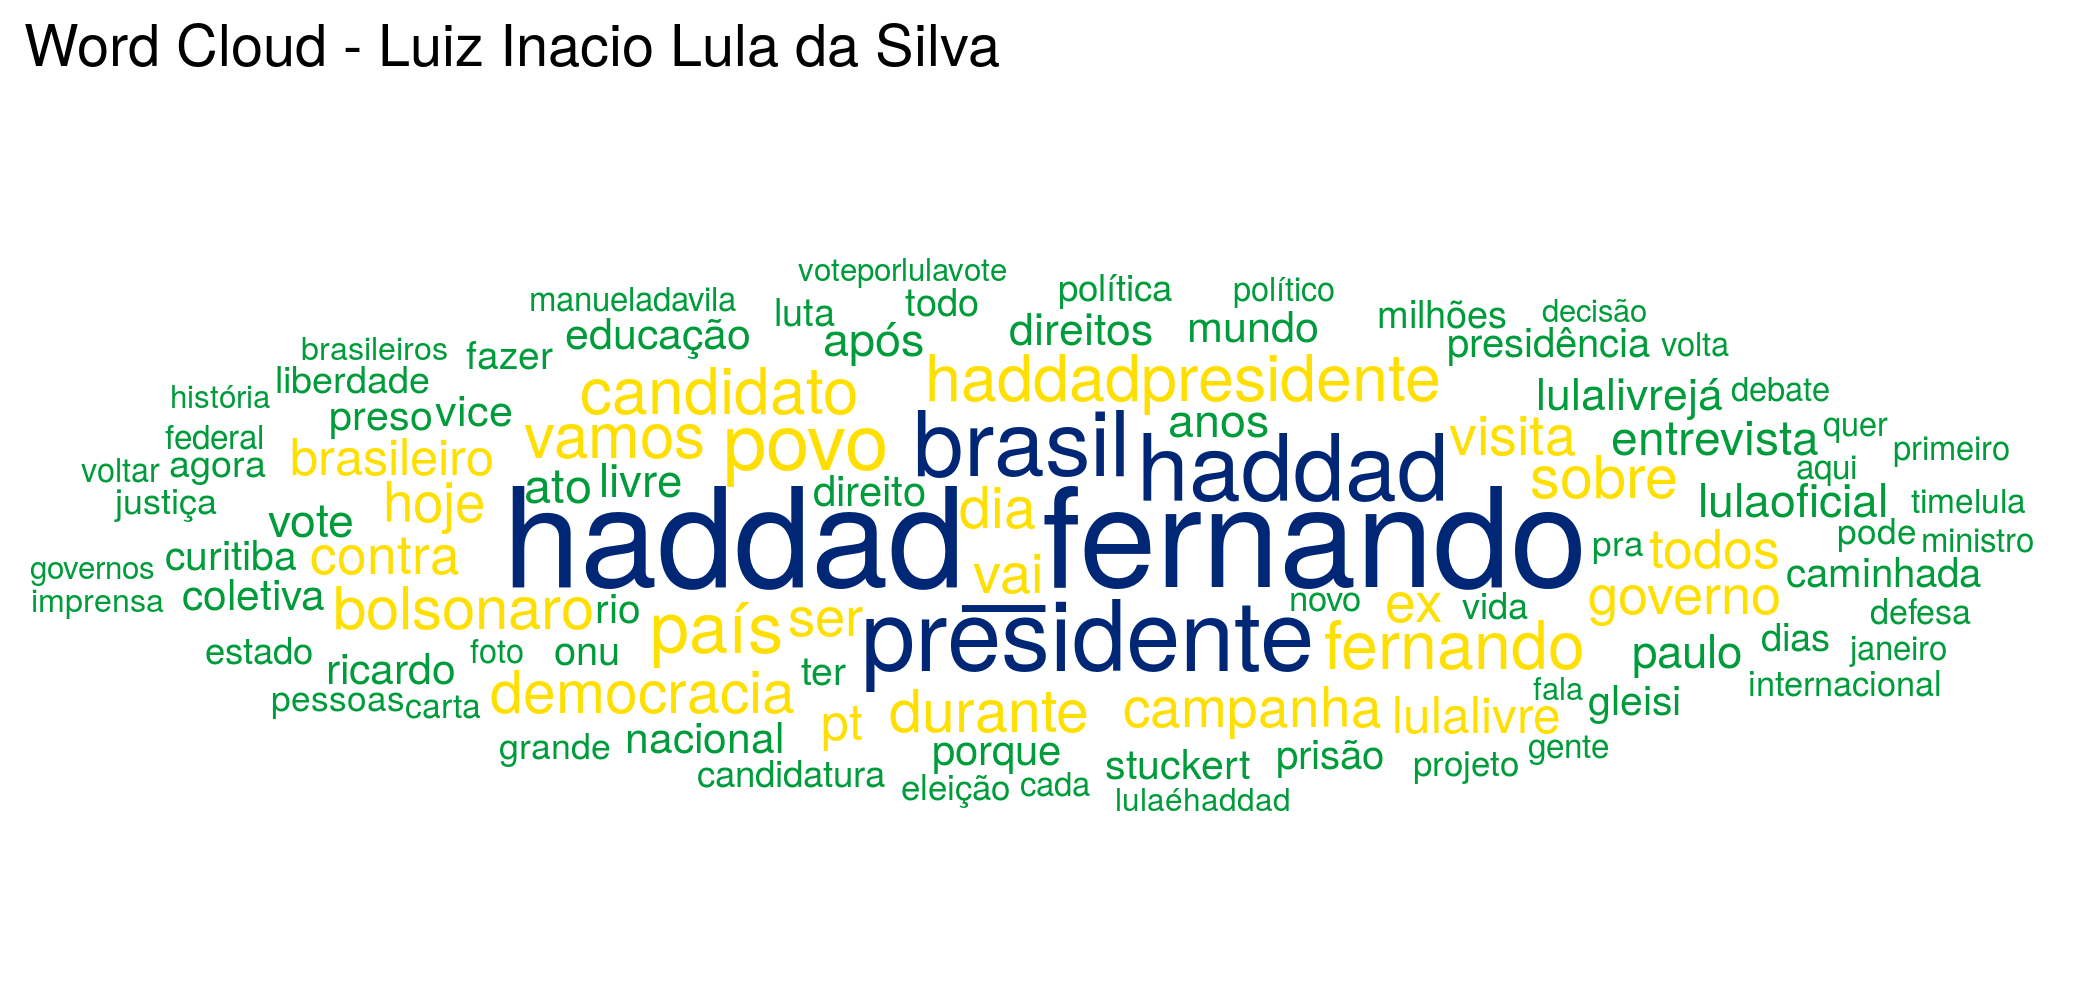 Word Cloud - Luiz Inacio Lula da Silva
voteporlulavote
manueladavila
luta
todo
política
político
milhões
decisão
brasileiros
fazer
educação
após
direitos
mundo
presidência
volta
história
liberdade
candidato
haddadpresidente
lulalivrejá
debate
preso
vice
vamos
povo
brasil
anos
haddad
visita
entrevista
quer
primeiro
federal
voltar
agora
brasileiro
ato
livre
direito
dia
sobre
aqui
justiça
vote
hoje
haddad_fernando
lulaoficial
timelula
curitiba
contra
vai
pra
todos
pode
ministro
governos
imprensa
coletiva
bolsonaro
rio
país
ser
presidente
novo
ex
vida
governo
caminhada
defesa
estado
ricardo
foto
onu
ter
fernando
paulo
dias
janeiro
pessoas
carta
democracia
pt
durante
campanha
lulalivre
fala
gleisi
internacional
grande
nacional
porque
stuckert
prisão
projeto
gente
candidatura
eleição
cada
lulaéhaddad